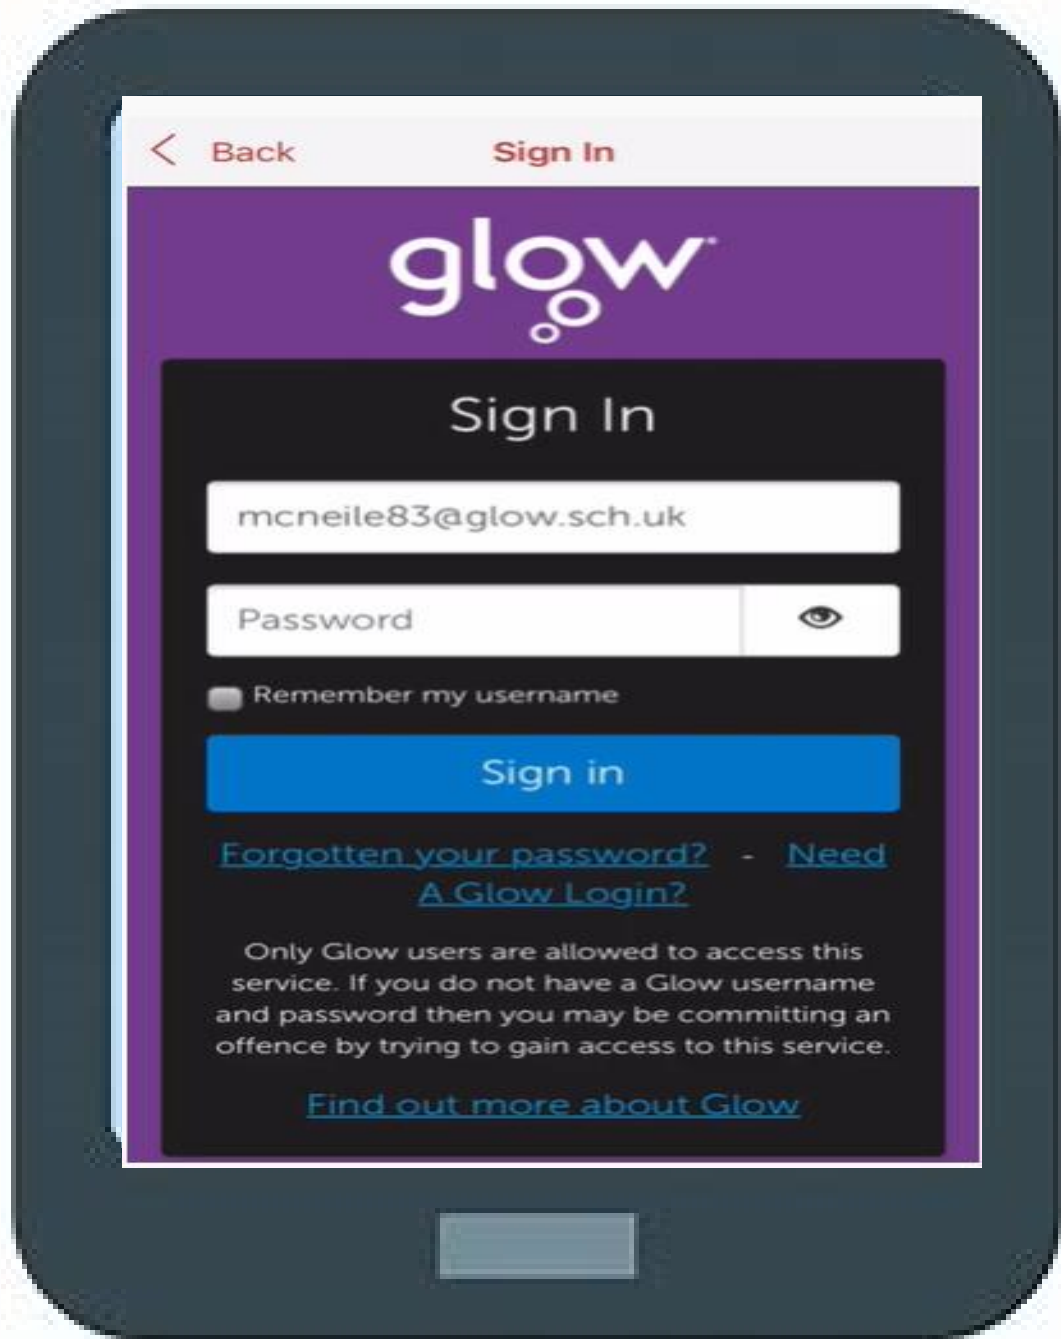 Back Sign In
glow
Sign In
mcneile83@glow.sch.uk
Password
Remember my username
Sign in
Forgotten your password? - Need
A Glow Login?
Only Glow users are allowed to access this
service. If you do not have a Glow username
and password then you may be committing an
offence by trying to gain access to this service.
Find out more about Glow